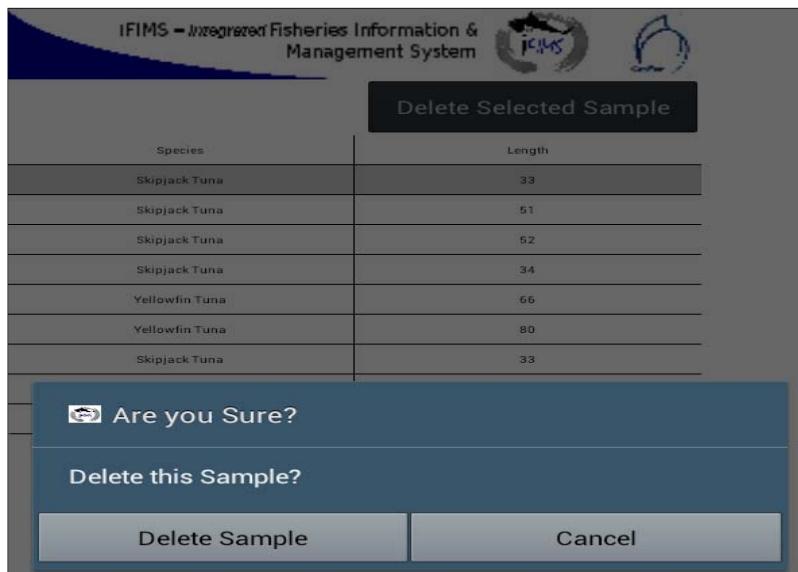 iFIMS – Integrated Fisheries Information &
Management System
iFIMS
Delete Selected Sample
Species Length
Skipjack Tuna 33
Skipjack Tuna 51
Skipjack Tuna 52
Skipjack Tuna 34
Yellowfin Tuna 66
Yellowfin Tuna 80
Skipjack Tuna 33
Are you Sure?
Delete this Sample?
Delete Sample Cancel